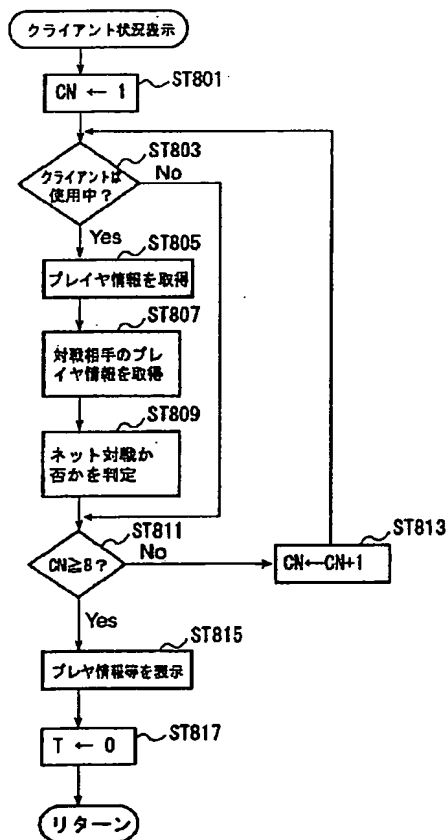 クライアント状況表示
ST801
CN ← 1
ST803
クライアントは
使用中？
No
Yes
ST805
プレイヤ情報を取得
ST807
対戦相手のプレ
イヤ情報を取得
ST809
ネット対戦か
否かを判定
ST811
CN≧8？
No
ST813
CN←CN+1
Yes
ST815
プレヤ情報等を表示
ST817
T ← 0
リターン